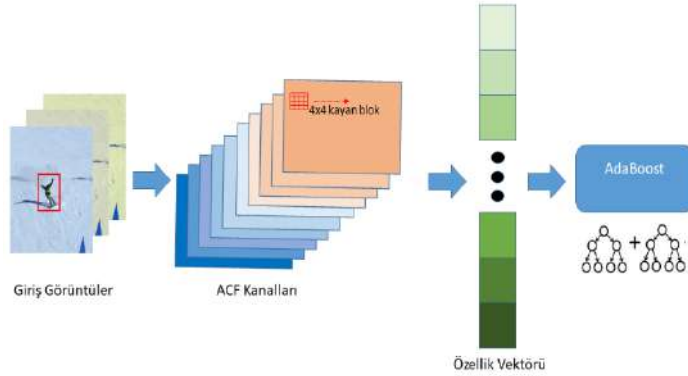 4x4 kayan blok
AdaBoost
+
Giriş Görüntüler
ACF Kanalları
Özellik Vektörü